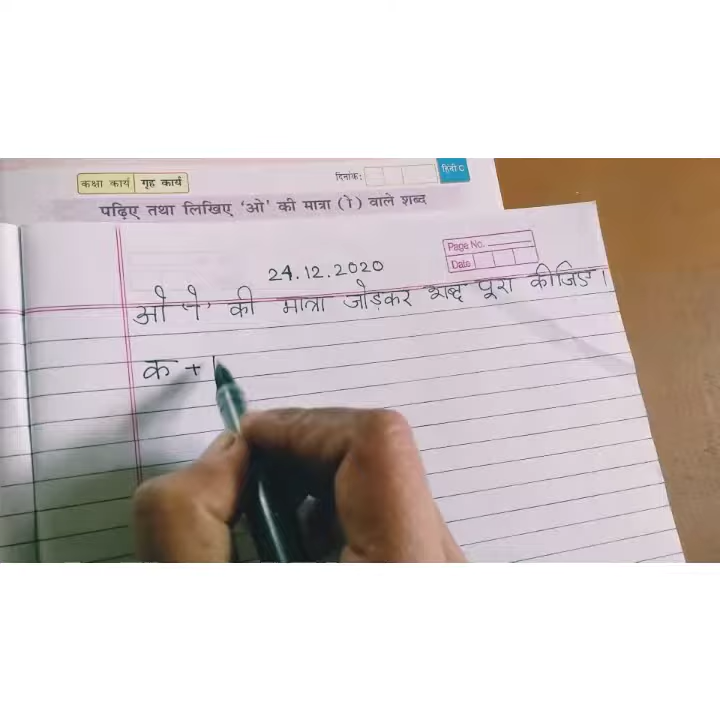 हिन्दी C
कक्षा कार्य गृह कार्य दिनांक:
पढ़िए तथा लिखिए 'ओ' की मात्रा (ो) वाले शब्द
Page No.
Date
24.12.2020
ओ 'ो' की मात्रा जोड़कर शब्द पूरा कीजिए।
क + ा